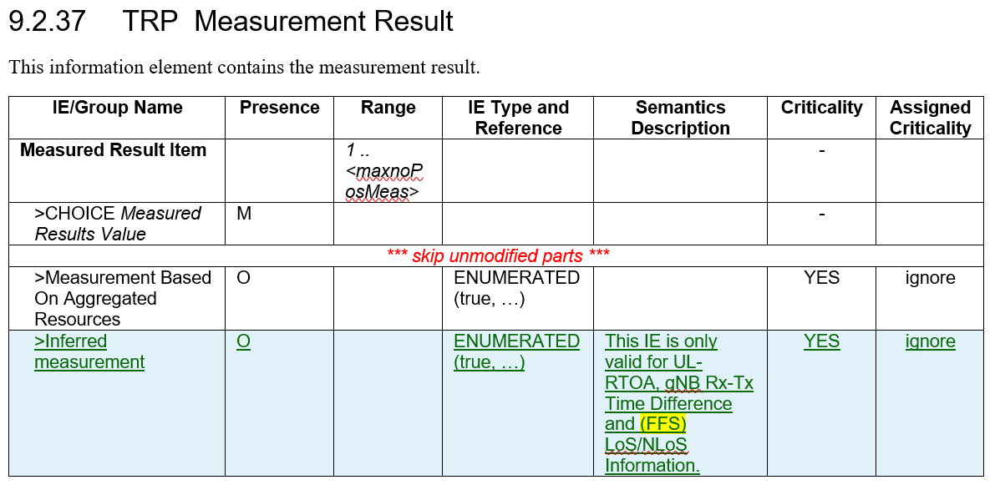 9.2.37 TRP Measurement Result
This information element contains the measurement result.
IE/Group Name Presence Range IE Type and Reference Semantics Description Criticality Assigned Criticality
Measured Result Item 1 .. <maxnoPosMeas> -
>CHOICE Measured Results Value M -
*** skip unmodified parts ***
>Measurement Based On Aggregated Resources O ENUMERATED (true, …) YES ignore
>Inferred measurement O ENUMERATED (true, …) This IE is only valid for UL-RTOA, gNB Rx-Tx Time Difference and (FFS) LoS/NLoS Information. YES ignore